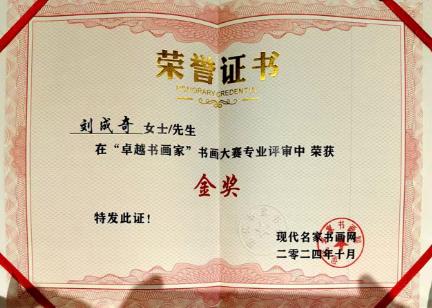 荣誉证书
HONORARY CREDENTIAL
刘成奇 女士/先生
在“卓越书画家”书画大赛专业评审中 荣获
金奖
特发此证！
现代名家书画网
二〇二四年十月